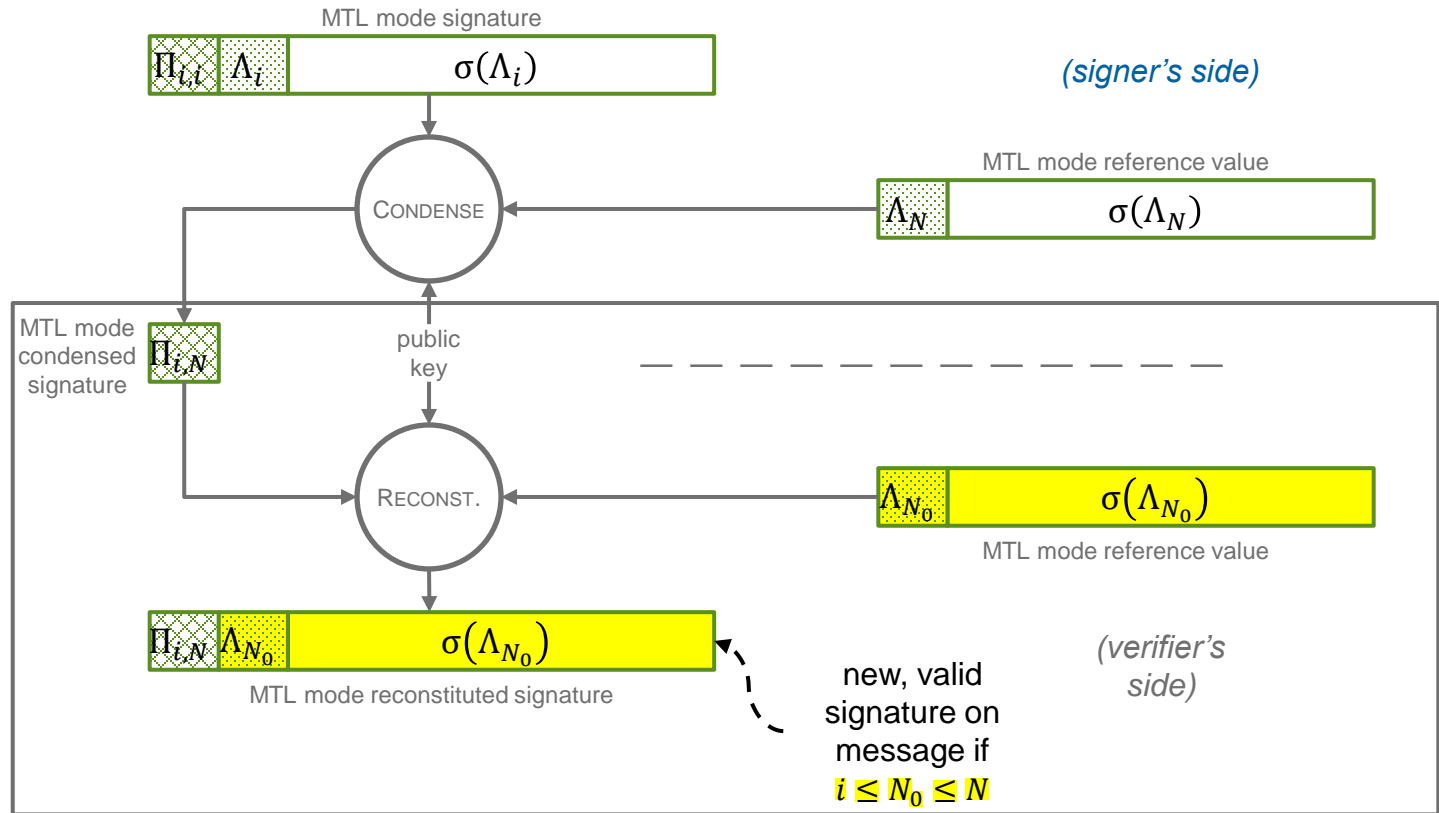 MTL mode signature
Π_{i,i} Λ_i σ(Λ_i)
(signer's side)
MTL mode reference value
CONDENSE
Λ_N σ(Λ_N)
MTL mode
condensed
signature
Π_{i,N}
public
key
RECONST.
Λ_{N_0} σ(Λ_{N_0})
MTL mode reference value
Π_{i,N} Λ_{N_0} σ(Λ_{N_0})
MTL mode reconstituted signature
(verifier's
side)
new, valid
signature on
message if
i ≤ N_0 ≤ N